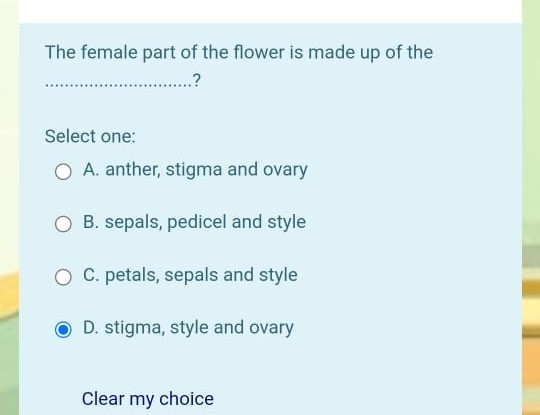 The female part of the flower is made up of the
..............................?
Select one:
A. anther, stigma and ovary
B. sepals, pedicel and style
C. petals, sepals and style
D. stigma, style and ovary
Clear my choice